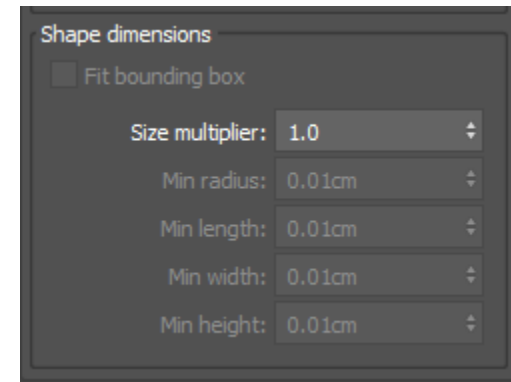 Shape dimensions
Fit bounding box
Size multiplier: 1.0
Min radius: 0.01cm
Min length: 0.01cm
Min width: 0.01cm
Min height: 0.01cm